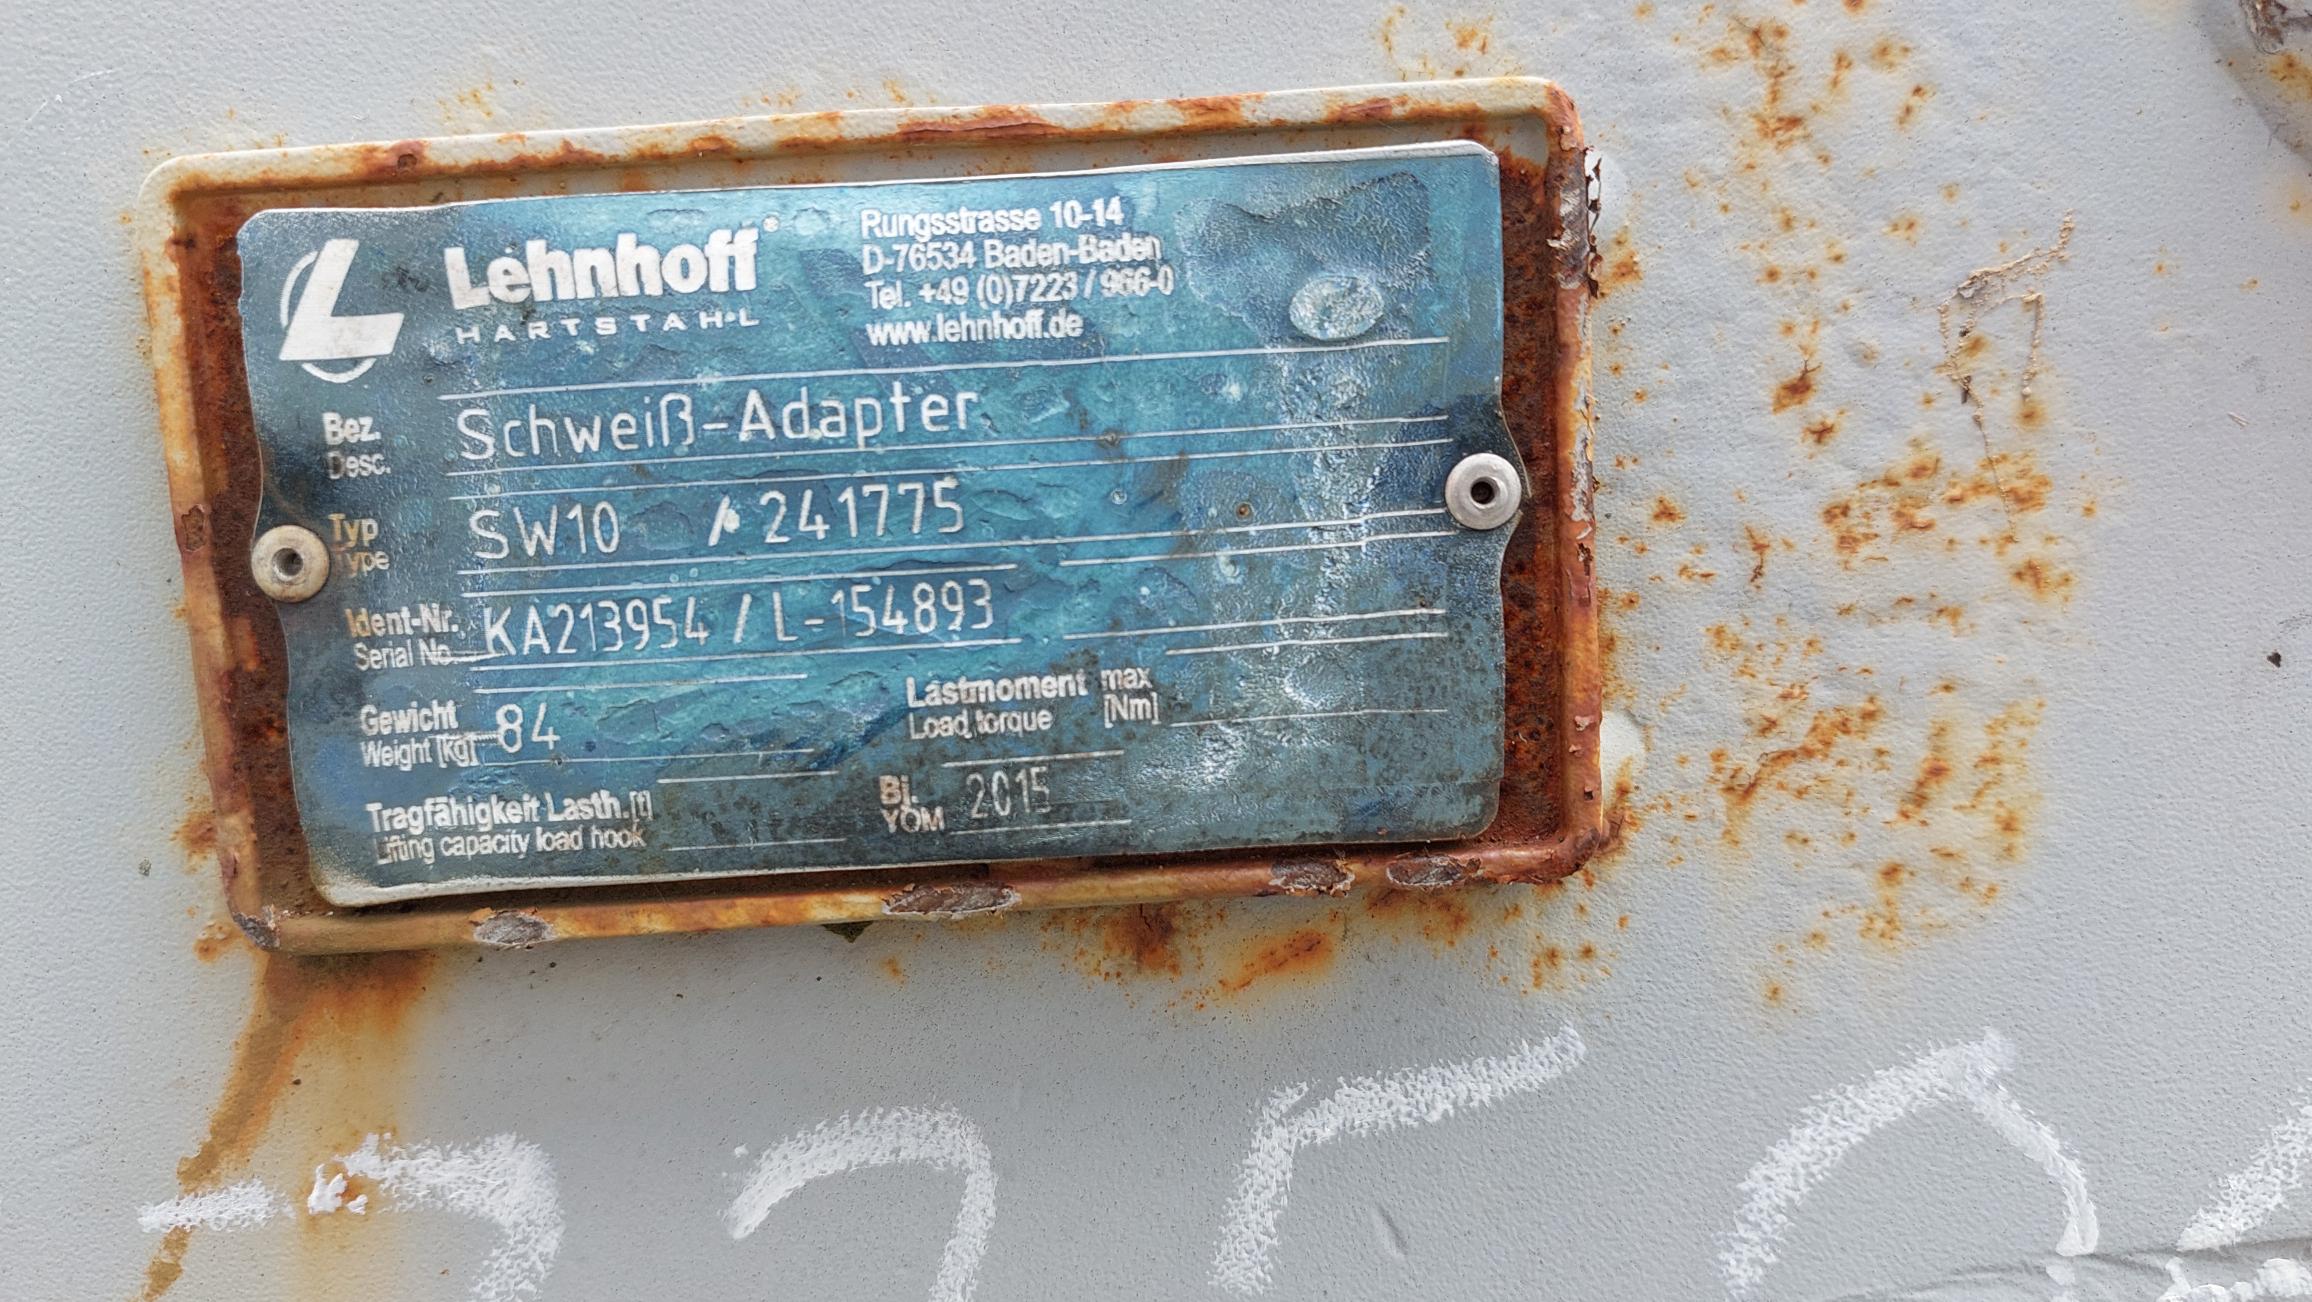 Lehnhoff®
HARTSTAHL
Rungsstrasse 10-14
D-76534 Baden-Baden
Tel. +49 (0)7223 / 966-0
www.lehnhoff.de
Bez. Schweiß-Adapter
Desc.
Typ SW10 / 241775
Type
Ident-Nr. KA213954 / L-154893
Serial No.
Gewicht 84
Weight [kg]
Lastmoment max
Load torque [Nm]
Tragfähigkeit Lasth.[t]
Lifting capacity load hook
Bj. 2015
YOM